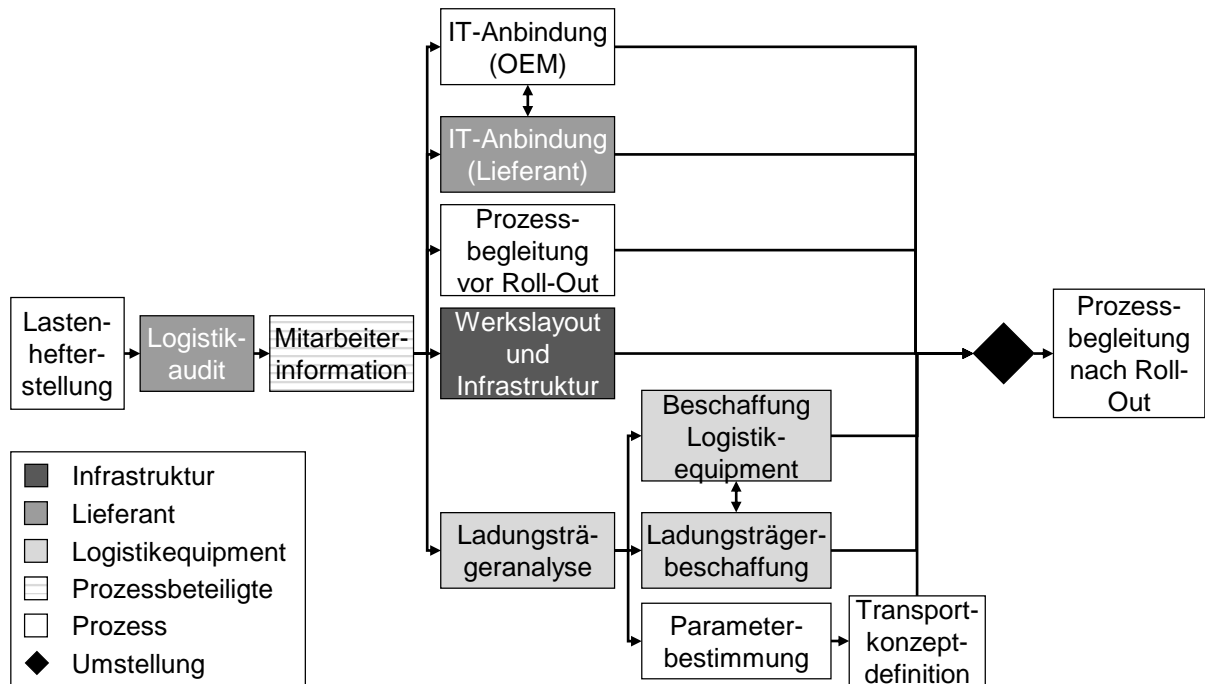 IT-Anbindung
(OEM)
IT-Anbindung
(Lieferant)
Prozess-
begleitung
vor Roll-Out
Lasten-
hefter-
stellung
Logistik-
audit
Mitarbeiter-
information
Werkslayout
und
Infrastruktur
Prozess-
begleitung
nach Roll-
Out
Beschaffung
Logistik-
equipment
Ladungsträ-
geranalyse
Ladungsträger-
beschaffung
Parameter-
bestimmung
Transport-
konzept-
definition
Infrastruktur
Lieferant
Logistikequipment
Prozessbeteiligte
Prozess
Umstellung